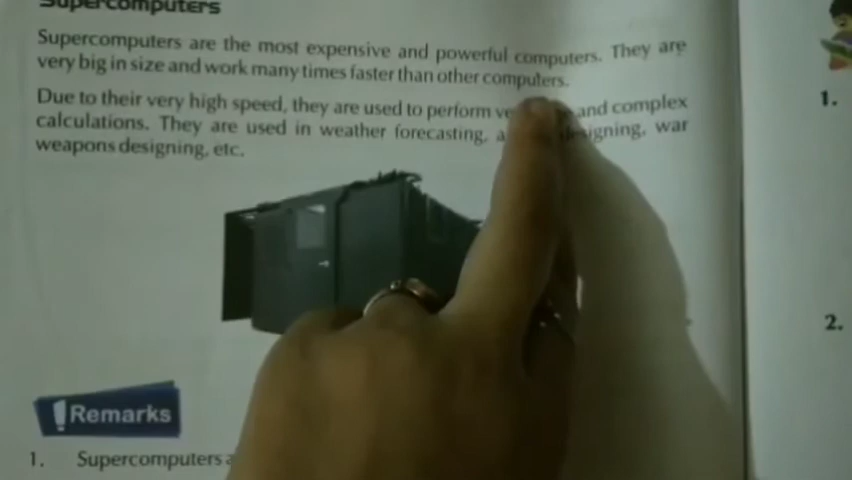 Supercomputers
Supercomputers are the most expensive and powerful computers. They are
very big in size and work many times faster than other computers.
Due to their very high speed, they are used to perform and complex
calculations. They are used in weather forecasting, designing, war
weapons designing, etc.
Remarks
1. Supercomputers
1.
2.